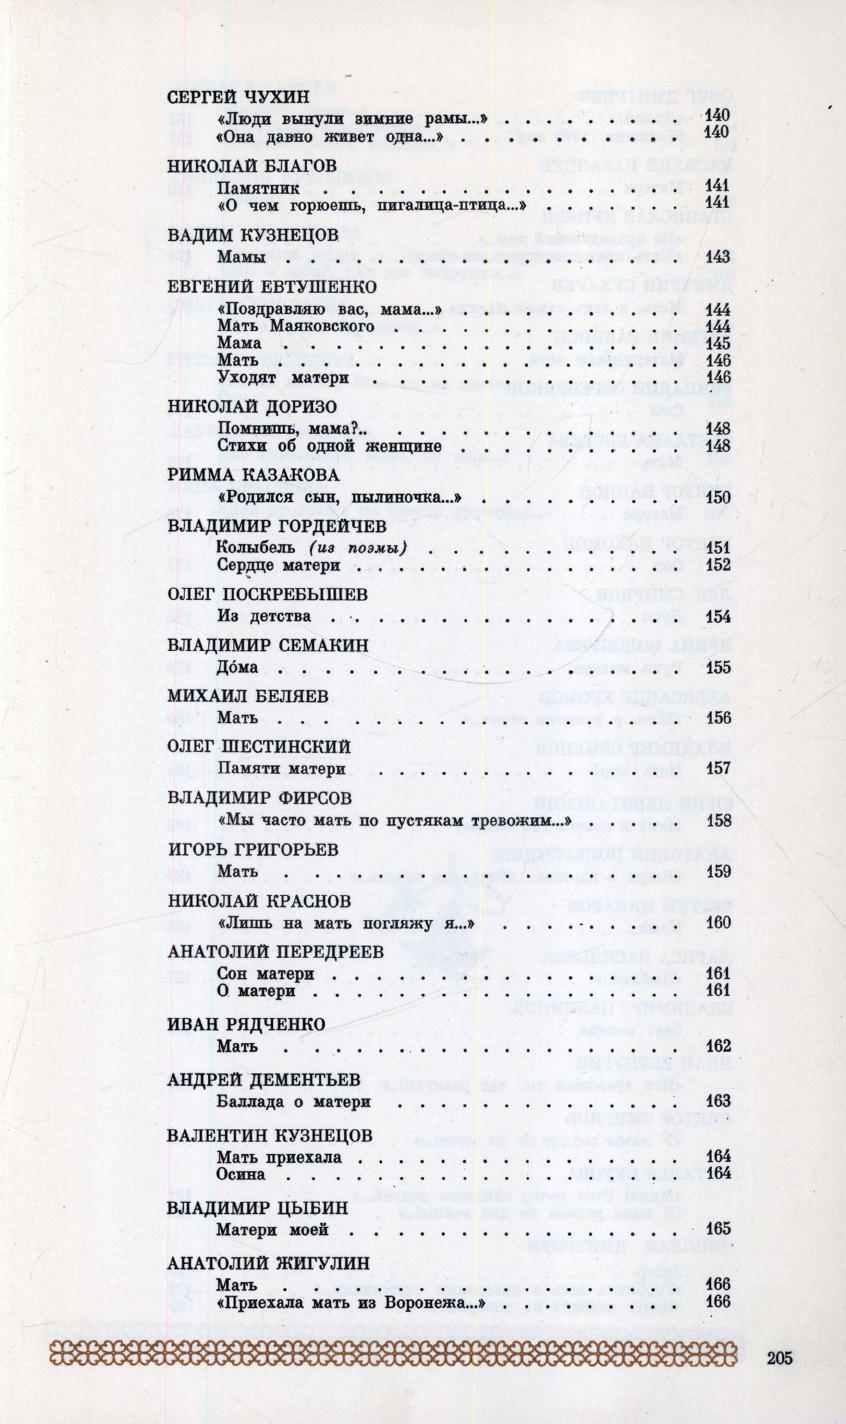 СЕРГЕЙ ЧУХИН
«Люди вынули зимние рамы...» . . . . . . . 140
«Она давно живет одна...» . . . . . . . . . 140
НИКОЛАЙ БЛАГОВ
Памятник . . . . . . . . . . . . . . 141
«О чем горюешь, пигалица-птица...» . . . . . . 141
ВАДИМ КУЗНЕЦОВ
Мамы . . . . . . . . . . . . . . . 143
ЕВГЕНИЙ ЕВТУШЕНКО
«Поздравляю вас, мама...» . . . . . . . . . 144
Мать Маяковского . . . . . . . . . . . 144
Мама . . . . . . . . . . . . . . . 145
Мать . . . . . . . . . . . . . . . 146
Уходят матери . . . . . . . . . . . . 146
НИКОЛАЙ ДОРИЗО
Помнишь, мама?.. . . . . . . . . . . . 148
Стихи об одной женщине . . . . . . . . . 148
РИММА КАЗАКОВА
«Родился сын, пылиночка...» . . . . . . . . 150
ВЛАДИМИР ГОРДЕЙЧЕВ
Колыбель (из поэмы) . . . . . . . . . . 151
Сердце матери . . . . . . . . . . . . 152
ОЛЕГ ПОСКРЕБЫШЕВ
Из детства . . . . . . . . . . . . . 154
ВЛАДИМИР СЕМАКИН
До́ма . . . . . . . . . . . . . . . 155
МИХАИЛ БЕЛЯЕВ
Мать . . . . . . . . . . . . . . . 156
ОЛЕГ ШЕСТИНСКИЙ
Памяти матери . . . . . . . . . . . . 157
ВЛАДИМИР ФИРСОВ
«Мы часто мать по пустякам тревожим...» . . . . . 158
ИГОРЬ ГРИГОРЬЕВ
Мать . . . . . . . . . . . . . . . 159
НИКОЛАЙ КРАСНОВ
«Лишь на мать погляжу я...» . . . . . . . . 160
АНАТОЛИЙ ПЕРЕДРЕЕВ
Сон матери . . . . . . . . . . . . . 161
О матери . . . . . . . . . . . . . . 161
ИВАН РЯДЧЕНКО
Мать . . . . . . . . . . . . . . . 162
АНДРЕЙ ДЕМЕНТЬЕВ
Баллада о матери . . . . . . . . . . . 163
ВАЛЕНТИН КУЗНЕЦОВ
Мать приехала . . . . . . . . . . . . 164
Осина . . . . . . . . . . . . . . . 164
ВЛАДИМИР ЦЫБИН
Матери моей . . . . . . . . . . . . . 165
АНАТОЛИЙ ЖИГУЛИН
Мать . . . . . . . . . . . . . . . 166
«Приехала мать из Воронежа...» . . . . . . . . 166
205